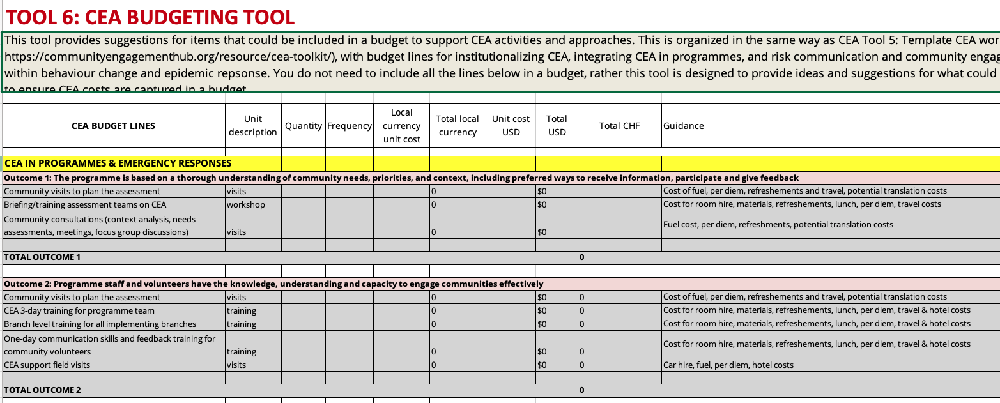 TOOL 6: CEA BUDGETING TOOL
This tool provides suggestions for items that could be included in a budget to support CEA activities and approaches. This is organized in the same way as CEA Tool 5: Template CEA
https://communityengagementhub.org/resource/cea-toolkit/), with budget lines for institutionalizing CEA, integrating CEA in programmes, and risk communication and community
within behaviour change and epidemic repsonse. You do not need to include all the lines below in a budget, rather this tool is designed to provide ideas and suggestions for what could
to ensure CEA costs are captured in a budget.
CEA BUDGET LINES Unit description Quantity Frequency Local currency unit cost Total local currency Unit cost USD Total USD Total CHF Guidance
CEA IN PROGRAMMES & EMERGENCY RESPONSES
Outcome 1: The programme is based on a thorough understanding of community needs, priorities, and context, including preferred ways to receive information, participate and give feedback
Community visits to plan the assessment visits 0 $0 Cost of fuel, per diem, refreshements and travel, potential translation costs
Briefing/training assessment teams on CEA workshop 0 $0 Cost for room hire, materials, refreshements, lunch, per diem, travel costs
Community consultations (context analysis, needs
assessments, meetings, focus group discussions) visits 0 $0 Fuel cost, per diem, refreshments, potential translation costs
TOTAL OUTCOME 1 0
Outcome 2: Programme staff and volunteers have the knowledge, understanding and capacity to engage communities effectively
Community visits to plan the assessment visits 0 $0 0 Cost of fuel, per diem, refreshements and travel, potential translation costs
CEA 3-day training for programme team training 0 $0 0 Cost for room hire, materials, refreshements, lunch, per diem, travel & hotel costs
Branch level training for all implementing branches training 0 $0 0 Cost for room hire, materials, refreshements, lunch, per diem, travel & hotel costs
One-day communication skills and feedback training for
community volunteers training 0 $0 0 Cost for room hire, materials, refreshements, lunch, per diem, travel & hotel costs
CEA support field visits visits 0 $0 0 Car hire, fuel, per diem, hotel costs
TOTAL OUTCOME 2 0